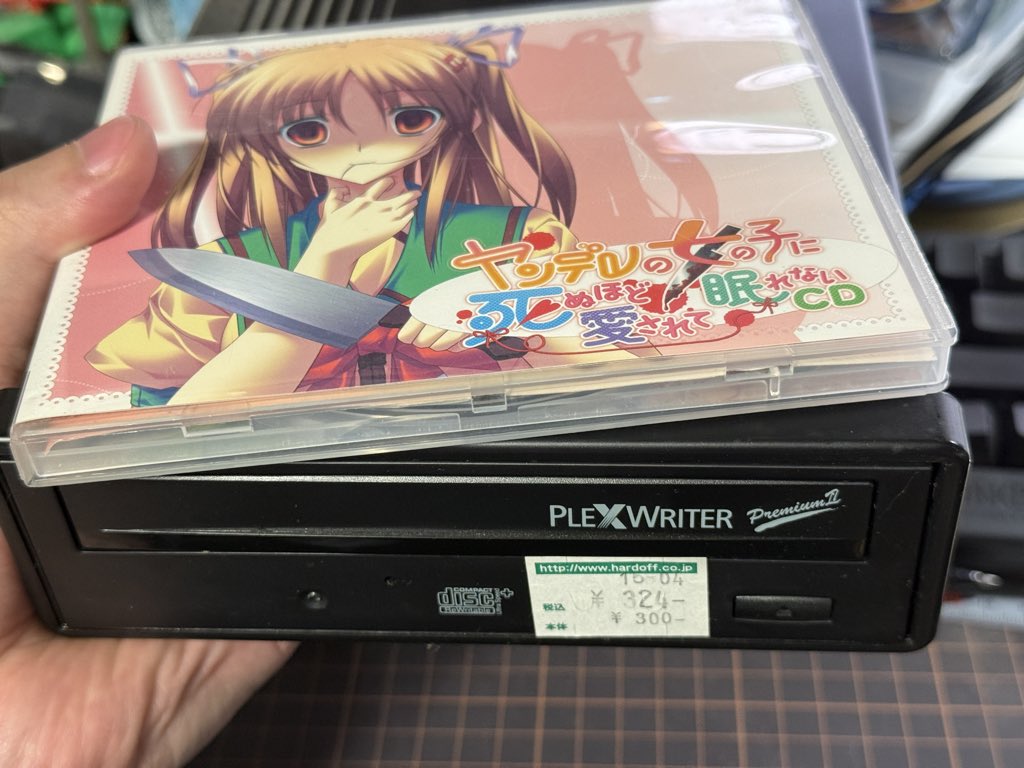 ヤンデレの女の子に
死ぬほど
愛されて
眠れない
CD
PLEXWRITER Premium II
COMPACT
disc
ReWritable
http://www.hardoff.co.jp
15-04
税込 ¥ 324-
本体 ¥ 300-